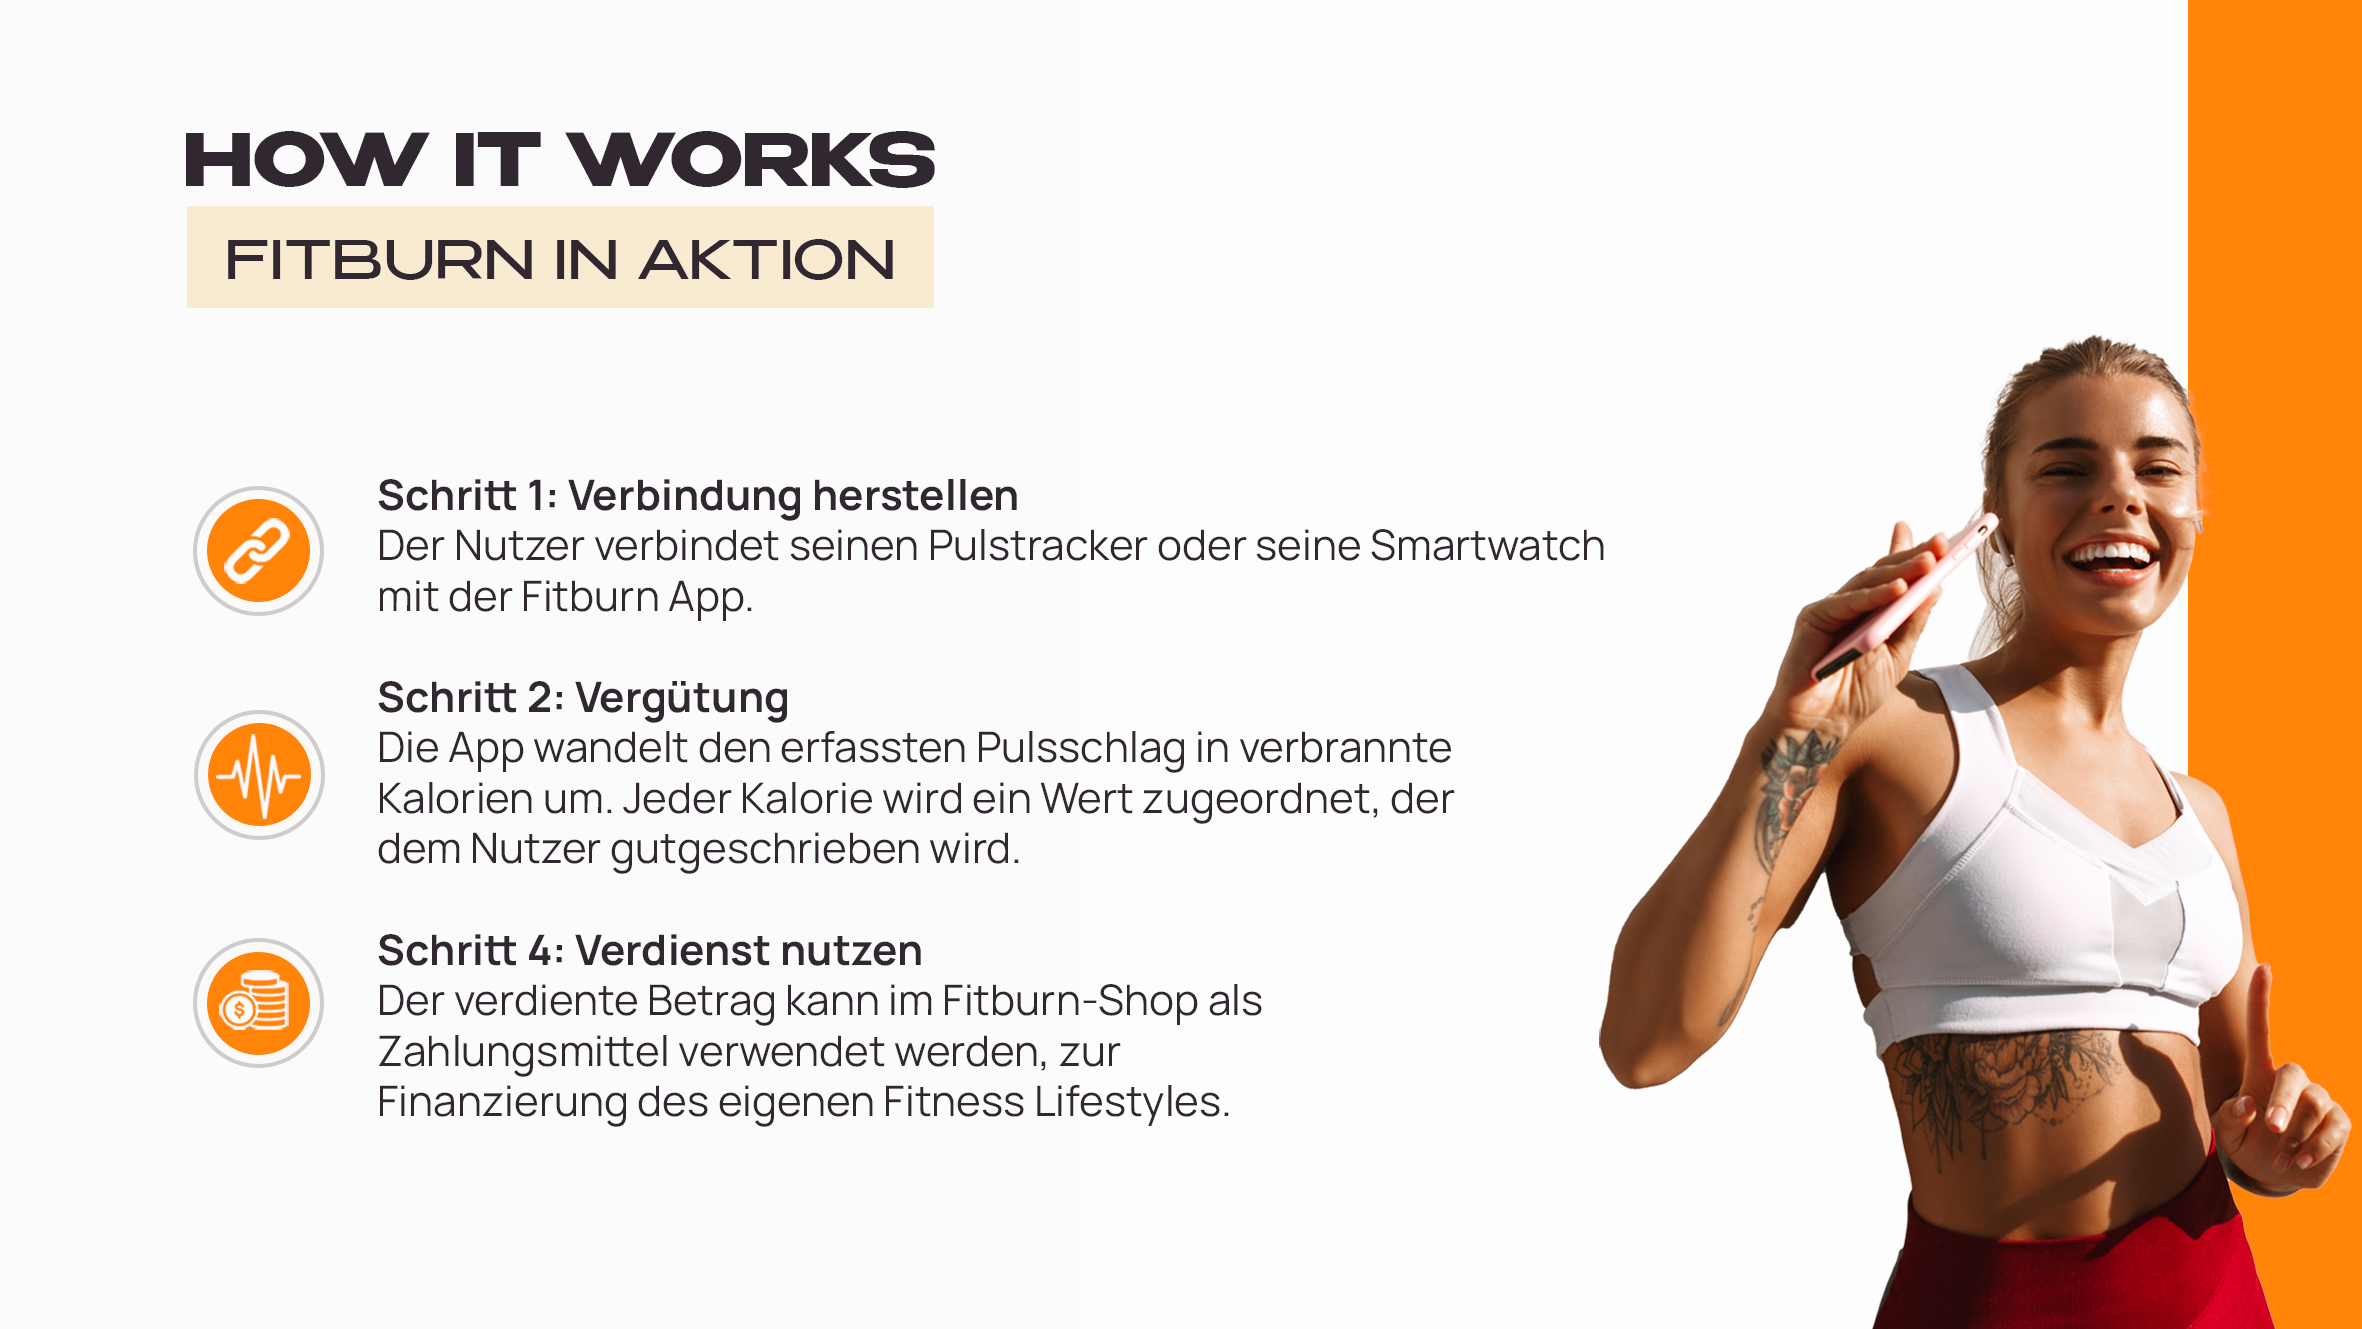 HOW IT WORKS
FITBURN IN AKTION
Schritt 1: Verbindung herstellen
Der Nutzer verbindet seinen Pulstracker oder seine Smartwatch
mit der Fitburn App.
Schritt 2: Vergütung
Die App wandelt den erfassten Pulsschlag in verbrannte
Kalorien um. Jeder Kalorie wird ein Wert zugeordnet, der
dem Nutzer gutgeschrieben wird.
Schritt 4: Verdienst nutzen
Der verdiente Betrag kann im Fitburn-Shop als
Zahlungsmittel verwendet werden, zur
Finanzierung des eigenen Fitness Lifestyles.